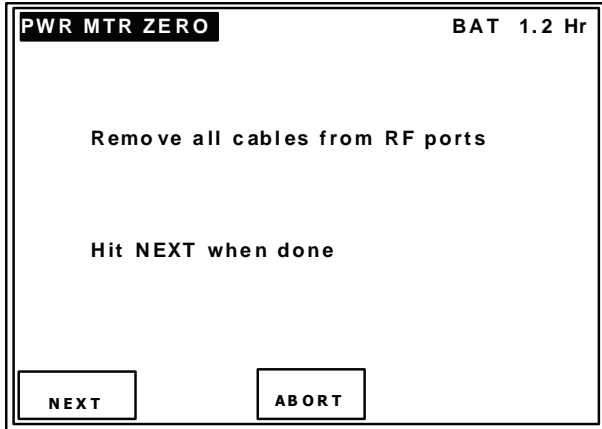 PWR MTR ZERO BAT 1.2 Hr
Remove all cables from RF ports
Hit NEXT when done
NEXT ABORT